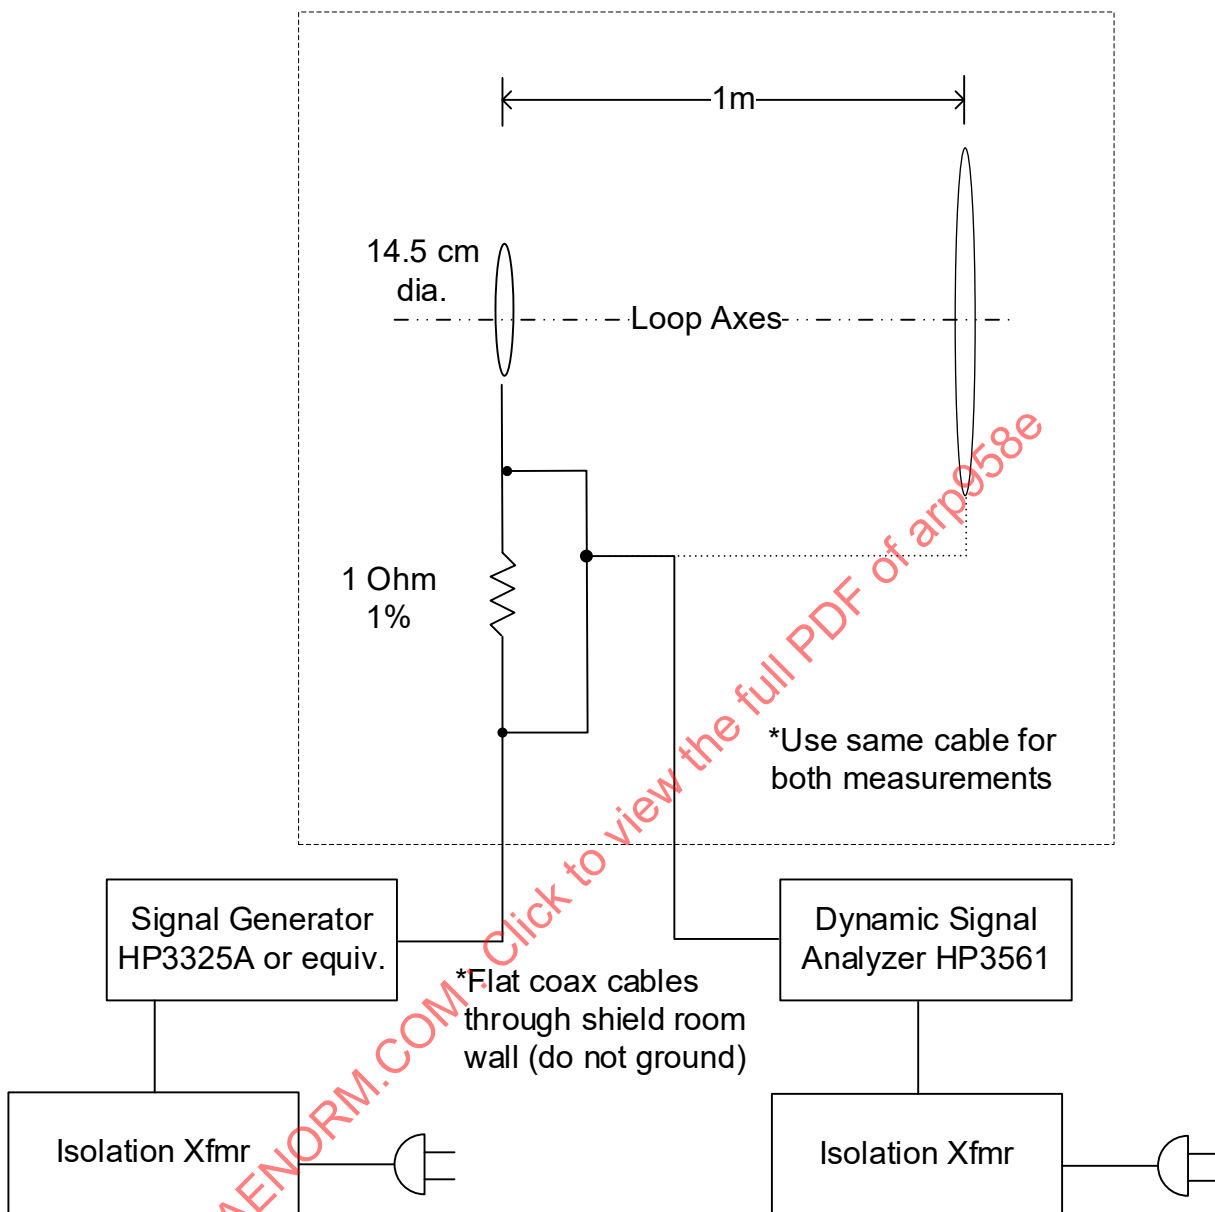 1m
14.5 cm
dia.
Loop Axes
1 Ohm
1%
*Use same cable for
both measurements
Signal Generator
HP3325A or equiv.
Dynamic Signal
Analyzer HP3561
*Flat coax cables
through shield room
wall (do not ground)
Isolation Xfmr
Isolation Xfmr
AENORM.COM : Click to view the full PDF of arp958e